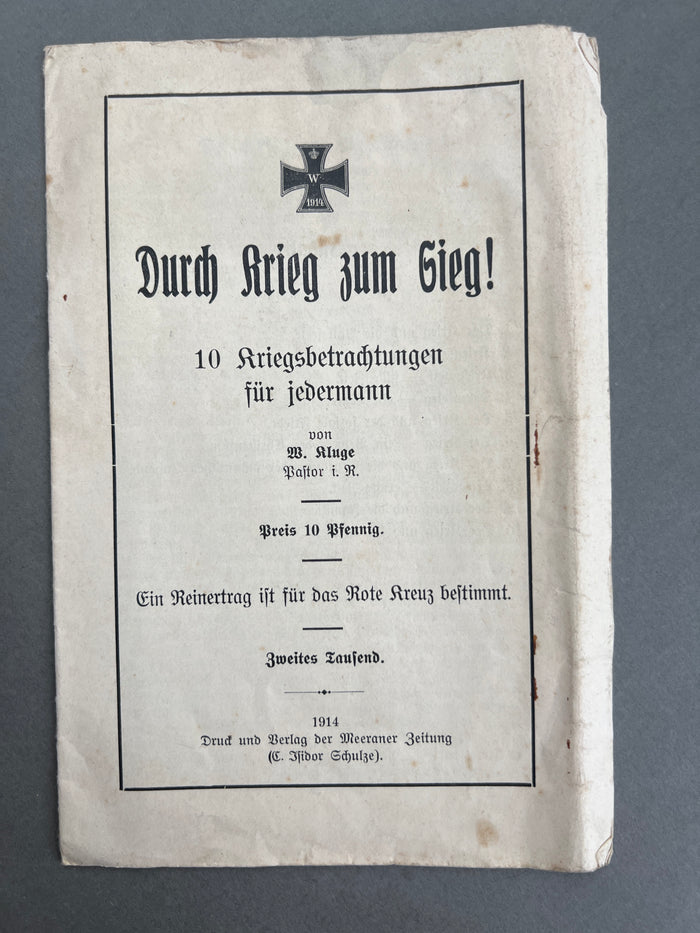 W
1914
Durch Krieg zum Sieg!
10 Kriegsbetrachtungen
für jedermann
von
W. Kluge
Paſtor i. R.
Preis 10 Pfennig.
Ein Reinertrag iſt für das Rote Kreuz beſtimmt.
Zweites Tauſend.
1914
Druck und Verlag der Meeraner Zeitung
(C. Iſidor Schulze).